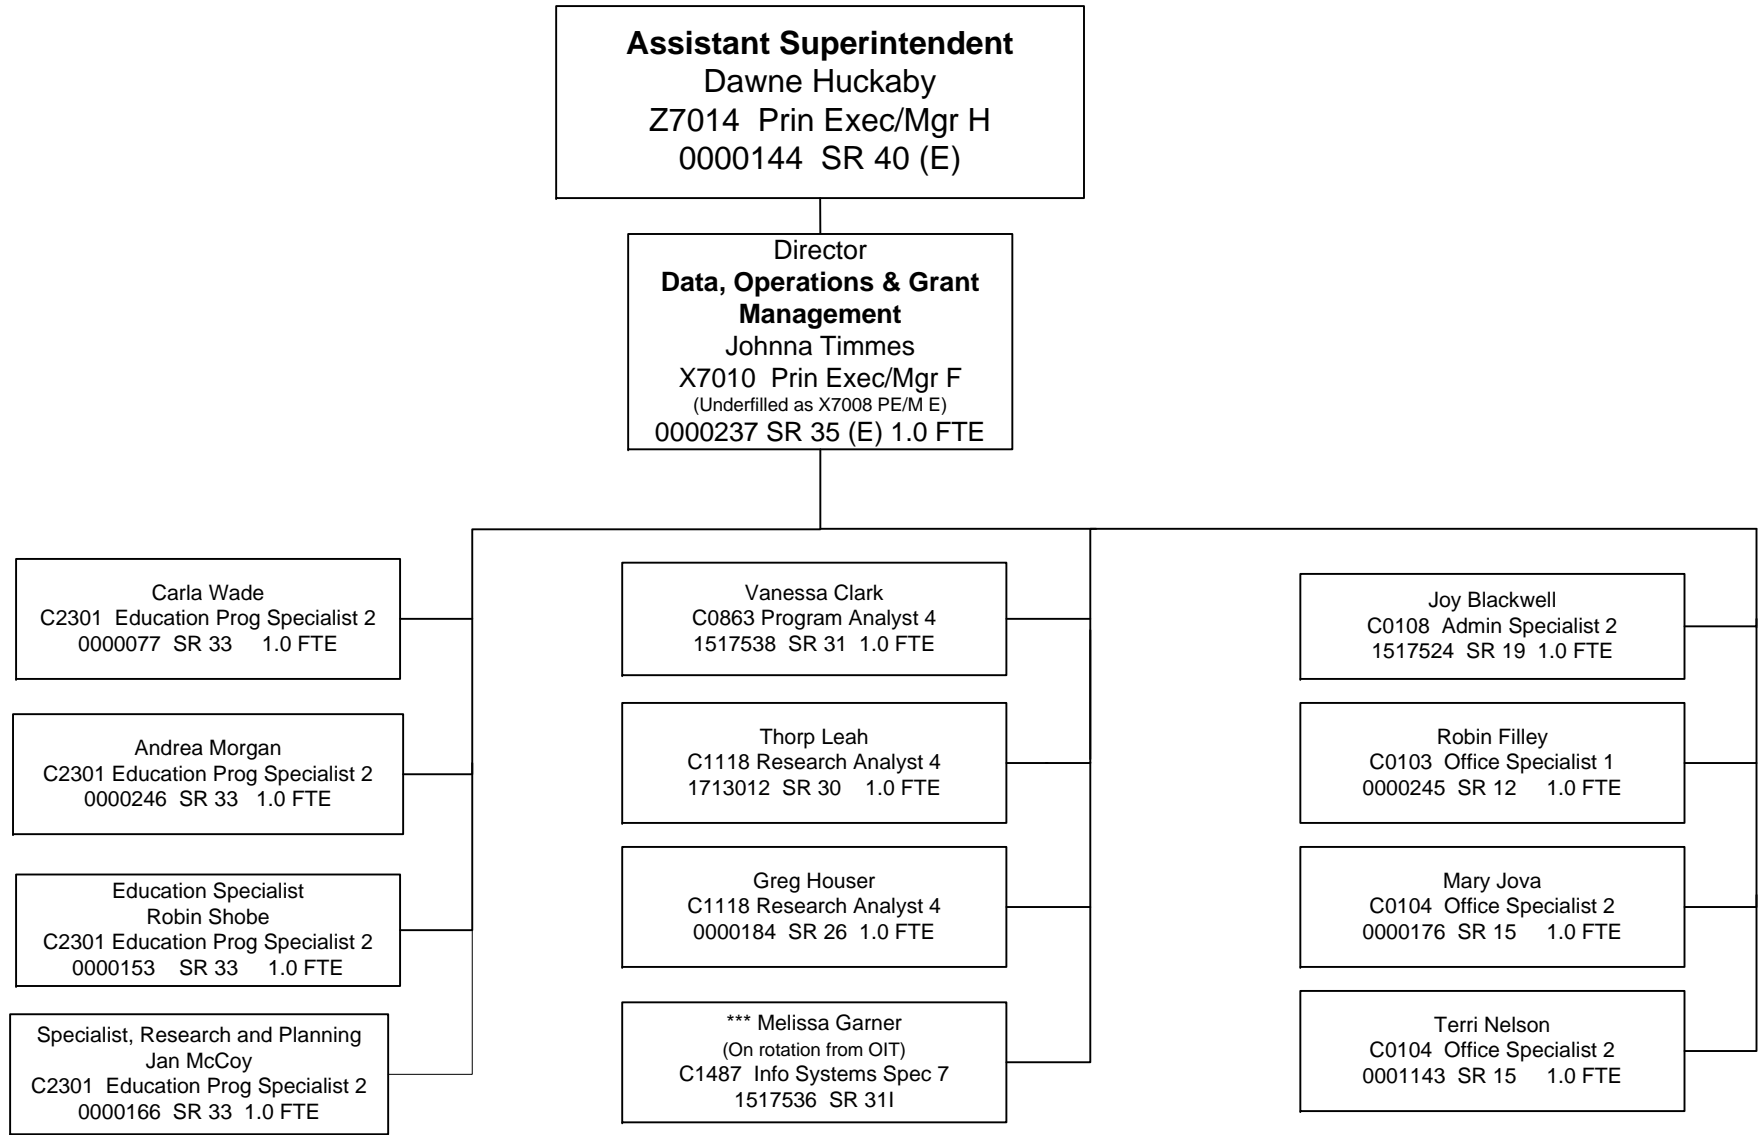 Assistant Superintendent
Dawne Huckaby
Z7014  Prin Exec/Mgr H
0000144  SR 40 (E)
Director
Data, Operations & Grant
Management
Johnna Timmes
X7010  Prin Exec/Mgr F
(Underfilled as X7008 PE/M E)
0000237 SR 35 (E) 1.0 FTE
Carla Wade
C2301  Education Prog Specialist 2
0000077  SR 33    1.0 FTE
Andrea Morgan
C2301 Education Prog Specialist 2
0000246  SR 33   1.0 FTE
Education Specialist
Robin Shobe
C2301 Education Prog Specialist 2
0000153    SR 33     1.0 FTE
Specialist, Research and Planning
Jan McCoy
C2301  Education Prog Specialist 2
0000166  SR 33  1.0 FTE
Vanessa Clark
C0863 Program Analyst 4
1517538  SR 31  1.0 FTE
Thorp Leah
C1118 Research Analyst 4
1713012  SR 30    1.0 FTE
Greg Houser
C1118 Research Analyst 4
0000184  SR 26  1.0 FTE
*** Melissa Garner
(On rotation from OIT)
C1487  Info Systems Spec 7
1517536  SR 31I
Joy Blackwell
C0108  Admin Specialist 2
1517524  SR 19  1.0 FTE
Robin Filley
C0103  Office Specialist 1
0000245  SR 12     1.0 FTE
Mary Jova
C0104  Office Specialist 2
0000176  SR 15     1.0 FTE
Terri Nelson
C0104  Office Specialist 2
0001143  SR 15     1.0 FTE